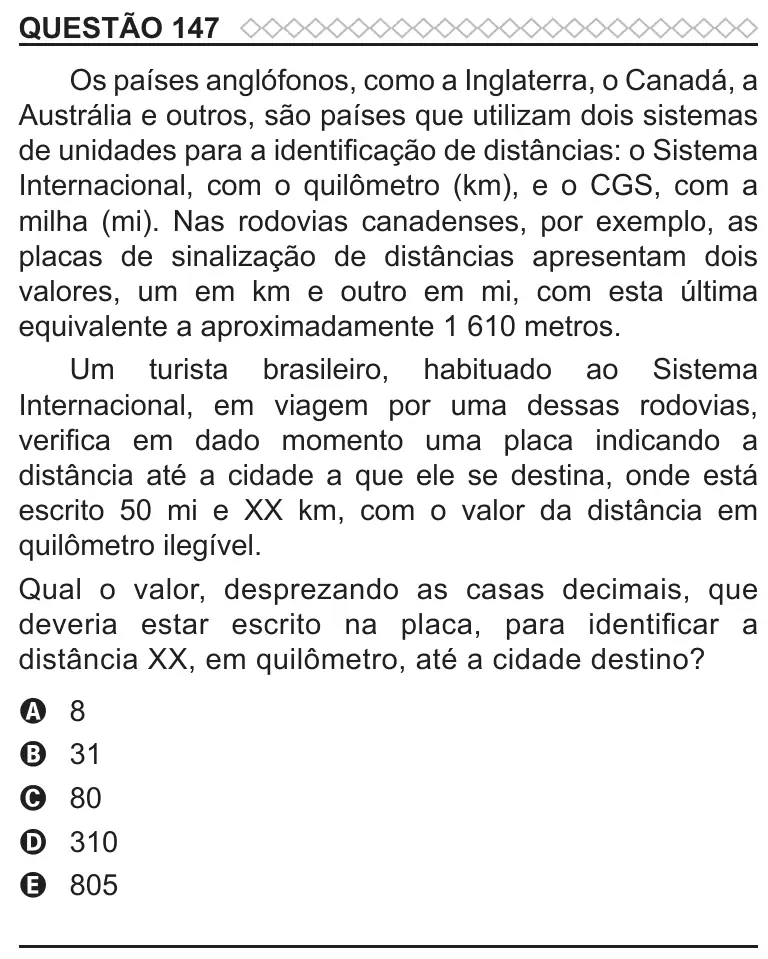 QUESTÃO 147
Os países anglófonos, como a Inglaterra, o Canadá, a
Austrália e outros, são países que utilizam dois sistemas
de unidades para a identificação de distâncias: o Sistema
Internacional, com o quilômetro (km), e o CGS, com a
milha (mi). Nas rodovias canadenses, por exemplo, as
placas de sinalização de distâncias apresentam dois
valores, um em km e outro em mi, com esta última
equivalente a aproximadamente 1 610 metros.
Um turista brasileiro, habituado ao Sistema
Internacional, em viagem por uma dessas rodovias,
verifica em dado momento uma placa indicando a
distância até a cidade a que ele se destina, onde está
escrito 50 mi e XX km, com o valor da distância em
quilômetro ilegível.
Qual o valor, desprezando as casas decimais, que
deveria estar escrito na placa, para identificar a
distância XX, em quilômetro, até a cidade destino?
A 8
B 31
C 80
D 310
E 805